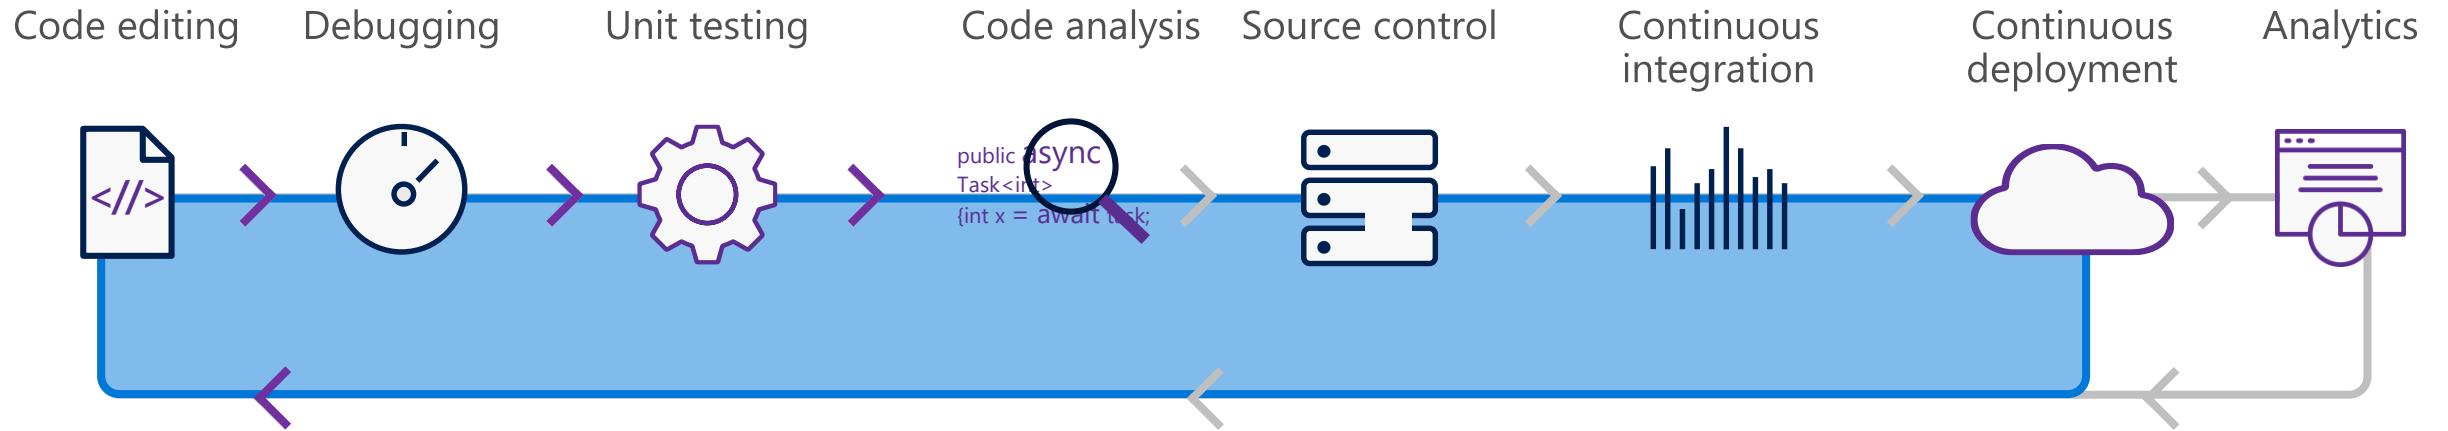 Code editing
Debugging
Unit testing
Code analysis
Source control
Continuous
integration
Continuous
deployment
Analytics
<//>
public async
Task<int>
{int x = await task;